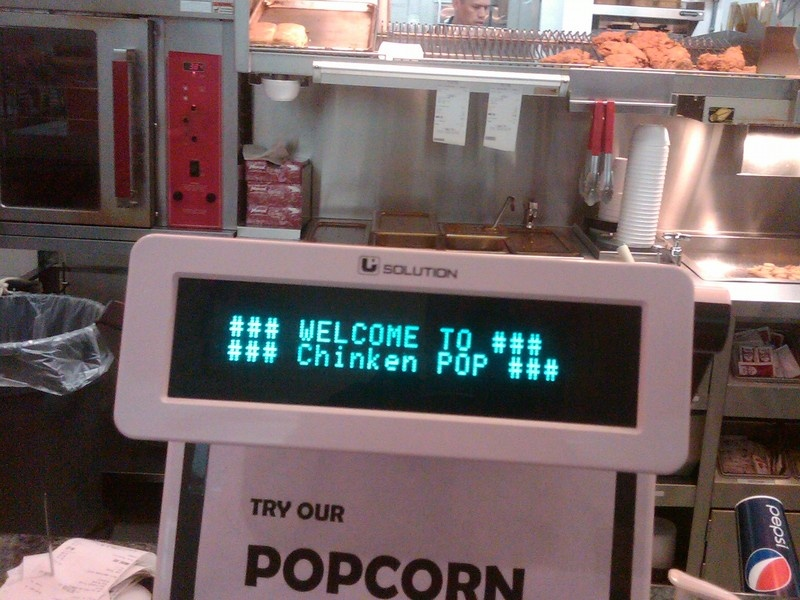 U SOLUTION
### WELCOME TO ###
### Chinken POP ###
TRY OUR
POPCORN
pepsi